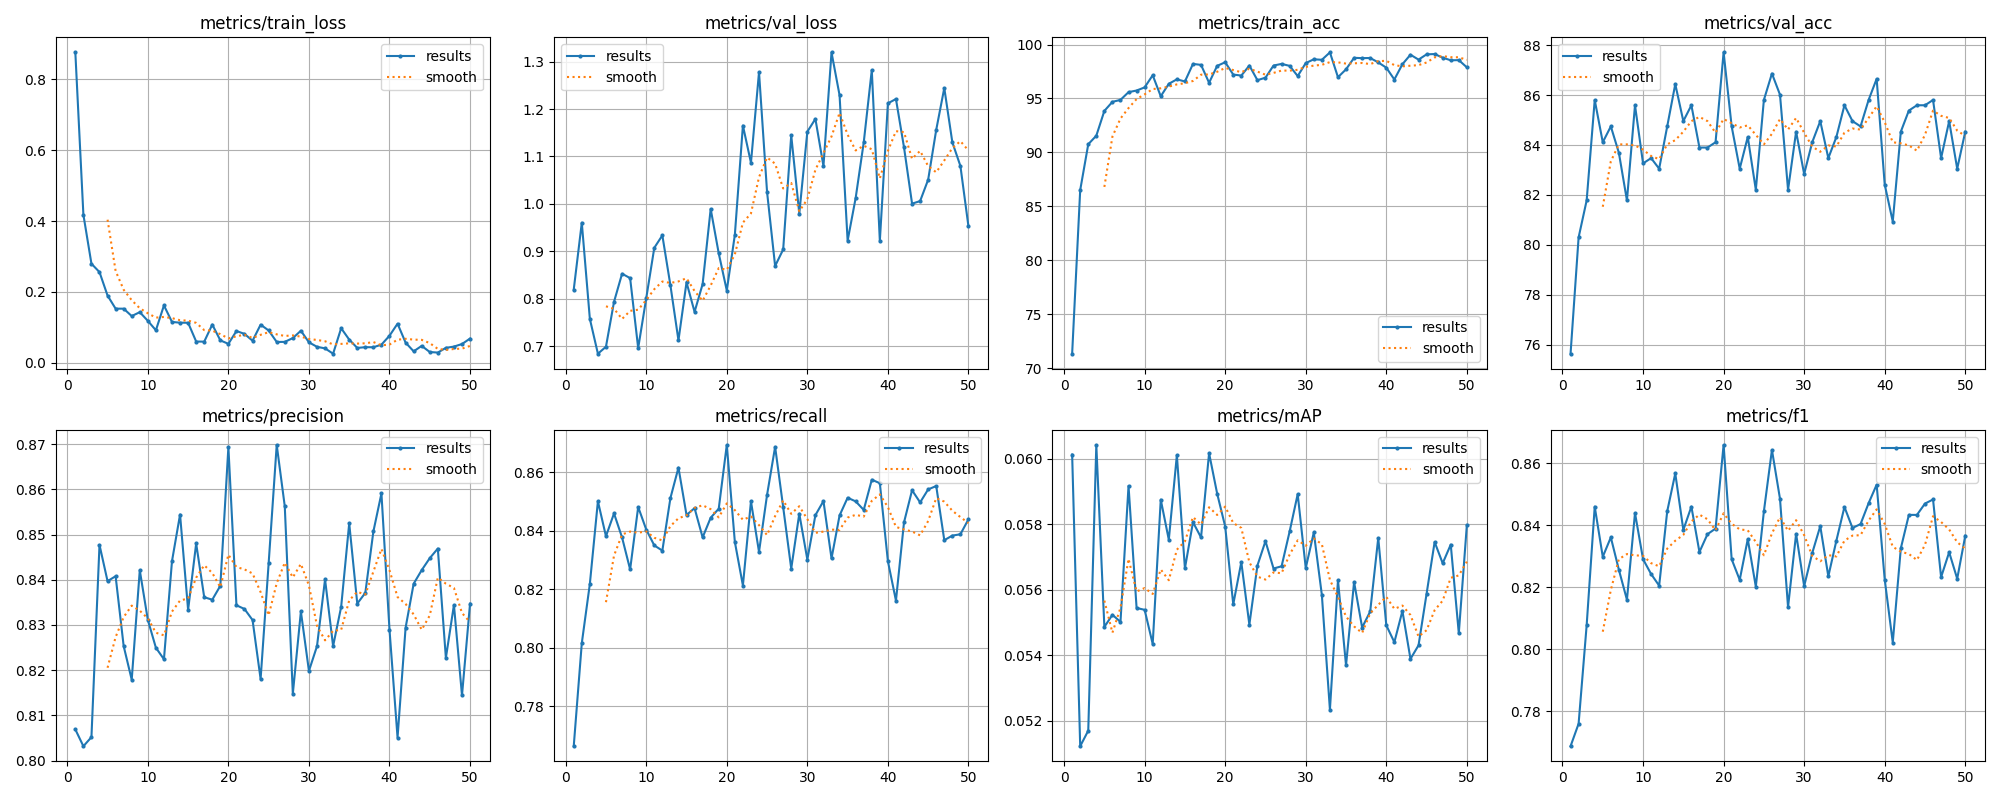 metrics/train_loss
results
smooth
0.8
0.6
0.4
0.2
0.0
0 10 20 30 40 50
metrics/val_loss
results
smooth
1.3
1.2
1.1
1.0
0.9
0.8
0.7
0 10 20 30 40 50
metrics/train_acc
100
95
90
85
80
75
70
results
smooth
0 10 20 30 40 50
metrics/val_acc
results
smooth
88
86
84
82
80
78
76
0 10 20 30 40 50
metrics/precision
results
smooth
0.87
0.86
0.85
0.84
0.83
0.82
0.81
0.80
0 10 20 30 40 50
metrics/recall
results
smooth
0.86
0.84
0.82
0.80
0.78
0 10 20 30 40 50
metrics/mAP
results
smooth
0.060
0.058
0.056
0.054
0.052
0 10 20 30 40 50
metrics/f1
results
smooth
0.86
0.84
0.82
0.80
0.78
0 10 20 30 40 50